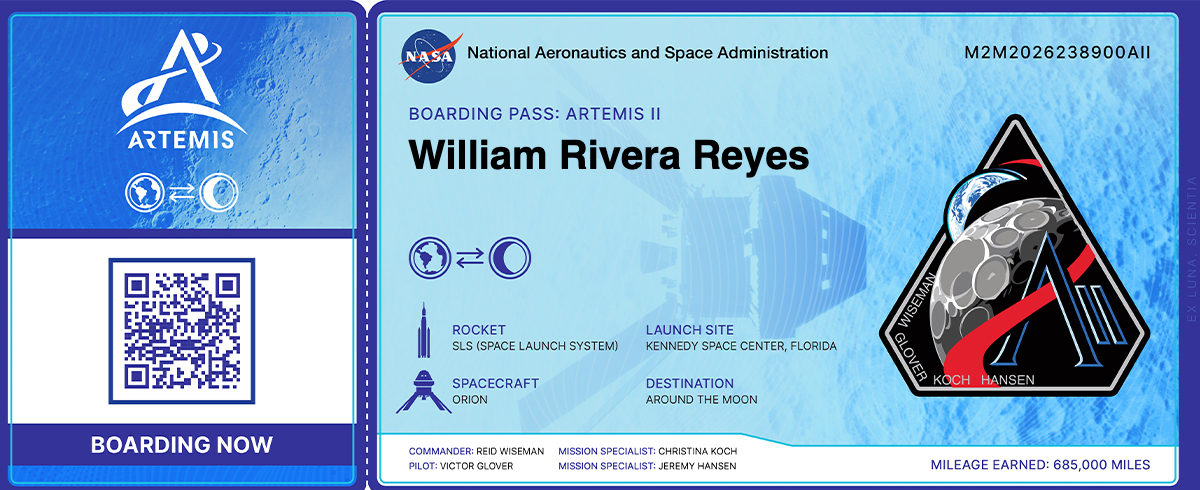 ARTEMIS
BOARDING NOW
NASA
National Aeronautics and Space Administration
M2M2026238900AII
BOARDING PASS: ARTEMIS II
William Rivera Reyes
ROCKET
SLS (SPACE LAUNCH SYSTEM)
LAUNCH SITE
KENNEDY SPACE CENTER, FLORIDA
SPACECRAFT
ORION
DESTINATION
AROUND THE MOON
WISEMAN
GLOVER
KOCH HANSEN
AII
EX LUNA, SCIENTIA
COMMANDER: REID WISEMAN
PILOT: VICTOR GLOVER
MISSION SPECIALIST: CHRISTINA KOCH
MISSION SPECIALIST: JEREMY HANSEN
MILEAGE EARNED: 685,000 MILES